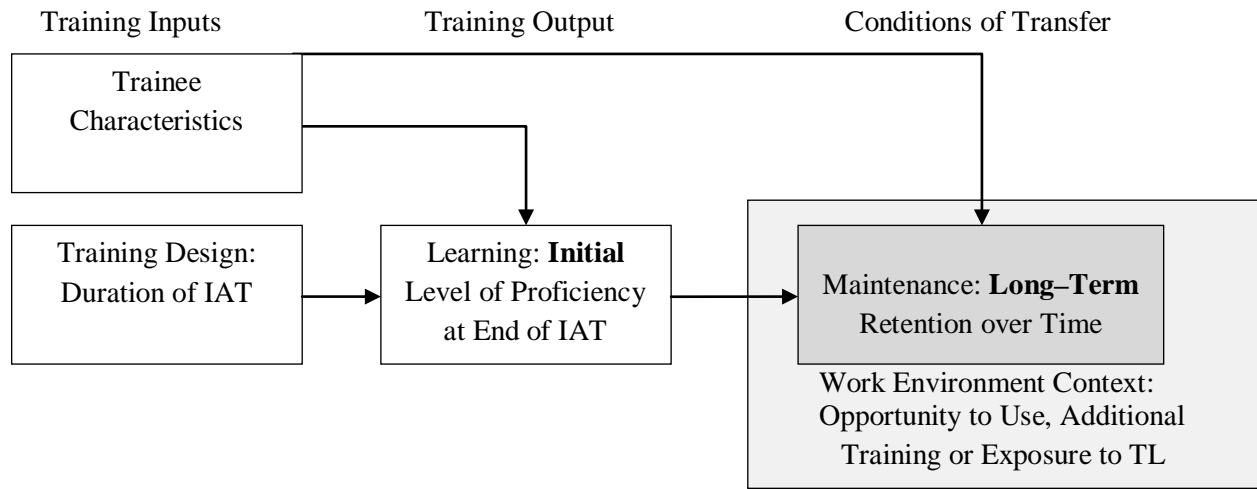 Training Inputs
Training Output
Conditions of Transfer
Trainee
Characteristics
Training Design:
Duration of IAT
Learning: Initial
Level of Proficiency
at End of IAT
Maintenance: Long–Term
Retention over Time
Work Environment Context:
Opportunity to Use, Additional
Training or Exposure to TL